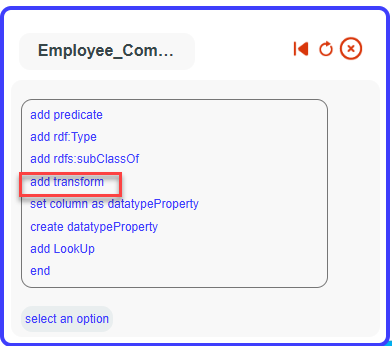 Employee_Com...
add predicate
add rdf:Type
add rdfs:subClassOf
add transform
set column as datatypeProperty
create datatypeProperty
add LookUp
end
select an option